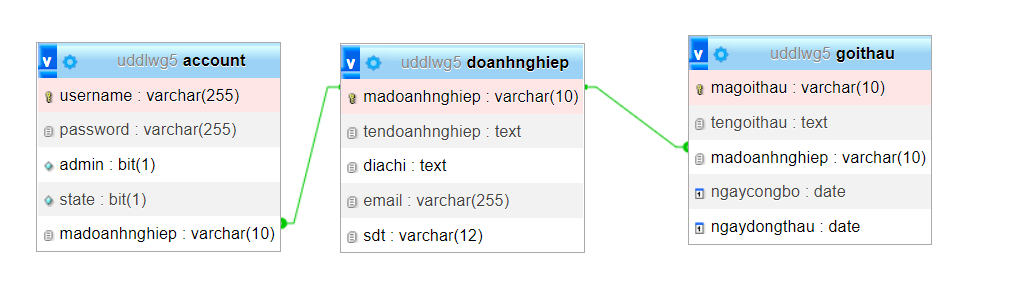 v uddlwg5 account
username : varchar(255)
password : varchar(255)
admin : bit(1)
state : bit(1)
madoanhnghiep : varchar(10)
v uddlwg5 doanhnghiep
madoanhnghiep : varchar(10)
tendoanhnghiep : text
diachi : text
email : varchar(255)
sdt : varchar(12)
v uddlwg5 goithau
magoithau : varchar(10)
tengoithau : text
madoanhnghiep : varchar(10)
1 ngaycongbo : date
1 ngaydongthau : date